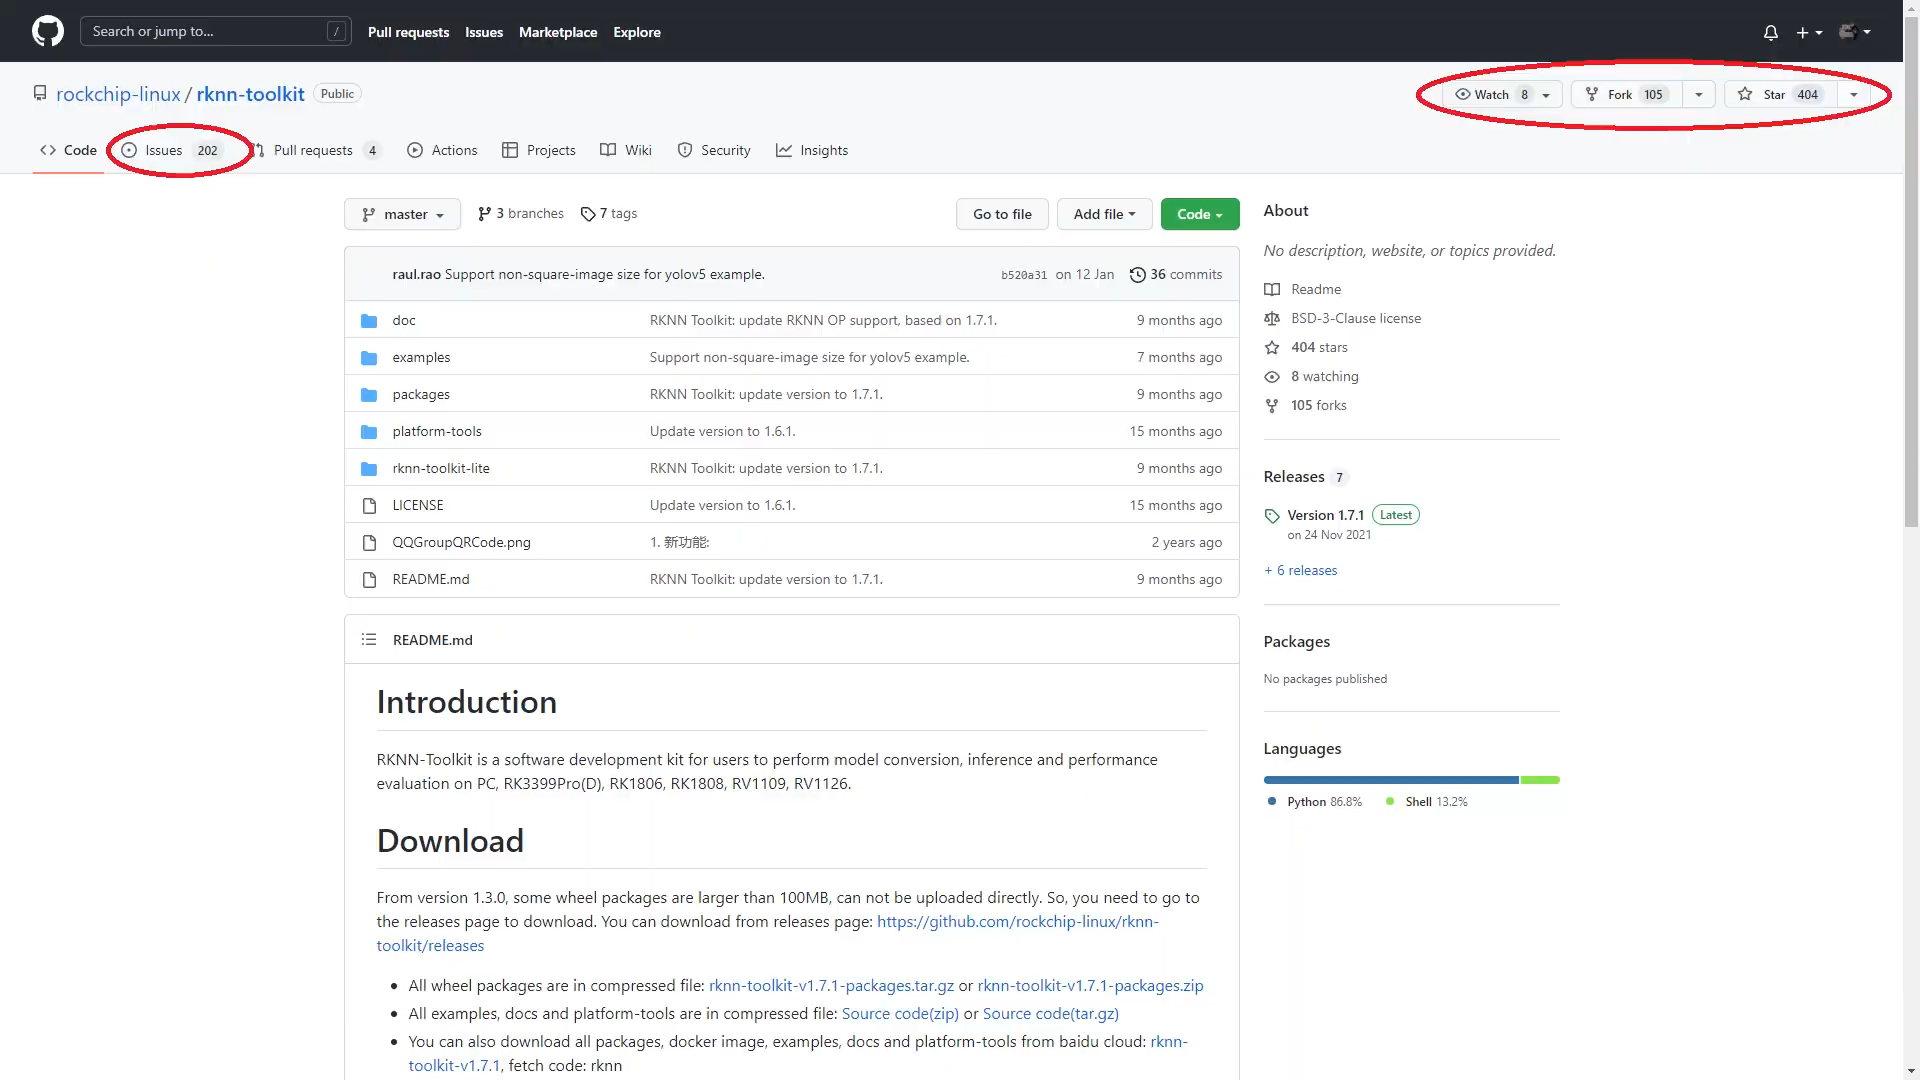 Search or jump to... /
Pull requests Issues Marketplace Explore
rockchip-linux / rknn-toolkit Public
Watch 8 Fork 105 Star 404
Code Issues 202 Pull requests 4 Actions Projects Wiki Security Insights
master 3 branches 7 tags Go to file Add file Code
raul.rao Support non-square-image size for yolov5 example. b520a31 on 12 Jan 36 commits
doc RKNN Toolkit: update RKNN OP support, based on 1.7.1. 9 months ago
examples Support non-square-image size for yolov5 example. 7 months ago
packages RKNN Toolkit: update version to 1.7.1. 9 months ago
platform-tools Update version to 1.6.1. 15 months ago
rknn-toolkit-lite RKNN Toolkit: update version to 1.7.1. 9 months ago
LICENSE Update version to 1.6.1. 15 months ago
QQGroupQRCode.png 1. 新功能: 2 years ago
README.md RKNN Toolkit: update version to 1.7.1. 9 months ago
README.md
Introduction
RKNN-Toolkit is a software development kit for users to perform model conversion, inference and performance
evaluation on PC, RK3399Pro(D), RK1806, RK1808, RV1109, RV1126.
Download
From version 1.3.0, some wheel packages are larger than 100MB, can not be uploaded directly. So, you need to go to
the releases page to download. You can download from releases page: https://github.com/rockchip-linux/rknn-
toolkit/releases
All wheel packages are in compressed file: rknn-toolkit-v1.7.1-packages.tar.gz or rknn-toolkit-v1.7.1-packages.zip
All examples, docs and platform-tools are in compressed file: Source code(zip) or Source code(tar.gz)
You can also download all packages, docker image, examples, docs and platform-tools from baidu cloud: rknn-
toolkit-v1.7.1, fetch code: rknn
About
No description, website, or topics provided.
Readme
BSD-3-Clause license
404 stars
8 watching
105 forks
Releases 7
Version 1.7.1 Latest
on 24 Nov 2021
+ 6 releases
Packages
No packages published
Languages
Python 86.8% Shell 13.2%